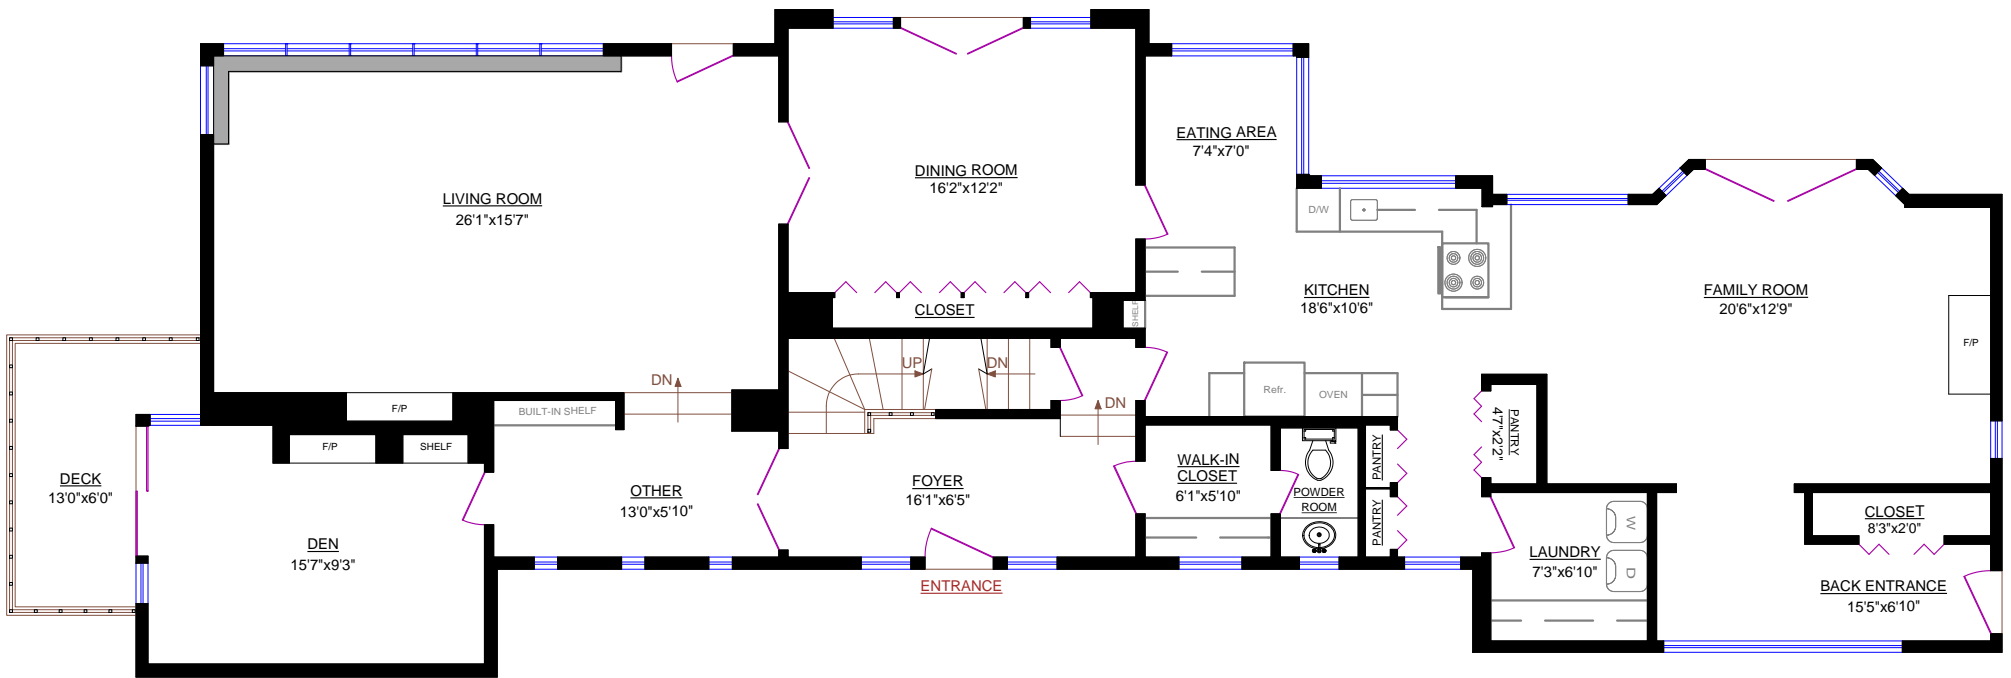 LIVING ROOM
26'1"x15'7"
DINING ROOM
16'2"x12'2"
CLOSET
EATING AREA
7'4"x7'0"
D/W
KITCHEN
18'6"x10'6"
SHELF
FAMILY ROOM
20'6"x12'9"
F/P
UP
DN
DN
DN
Refr.
OVEN
F/P
BUILT-IN SHELF
F/P
SHELF
DECK
13'0"x6'0"
DEN
15'7"x9'3"
OTHER
13'0"x5'10"
FOYER
16'1"x6'5"
ENTRANCE
WALK-IN
CLOSET
6'1"x5'10"
POWDER
ROOM
PANTRY
PANTRY
PANTRY
4'7"x2'2"
LAUNDRY
7'3"x6'10"
W
D
CLOSET
8'3"x2'0"
BACK ENTRANCE
15'5"x6'10"